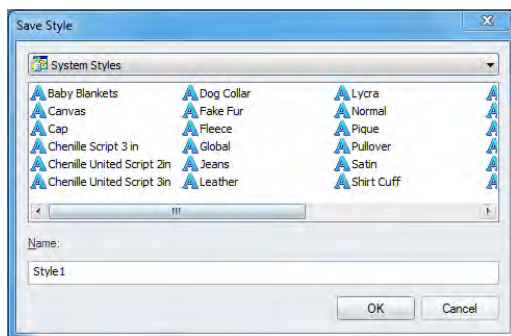 Save Style
System Styles
Baby Blankets
Canvas
Cap
Chenille Script 3 in
Chenille United Script 2in
Chenille United Script 3in
Dog Collar
Fake Fur
Fleece
Global
Jeans
Leather
Lycra
Normal
Pique
Pullover
Satin
Shirt Cuff
Name:
Style1
OK
Cancel